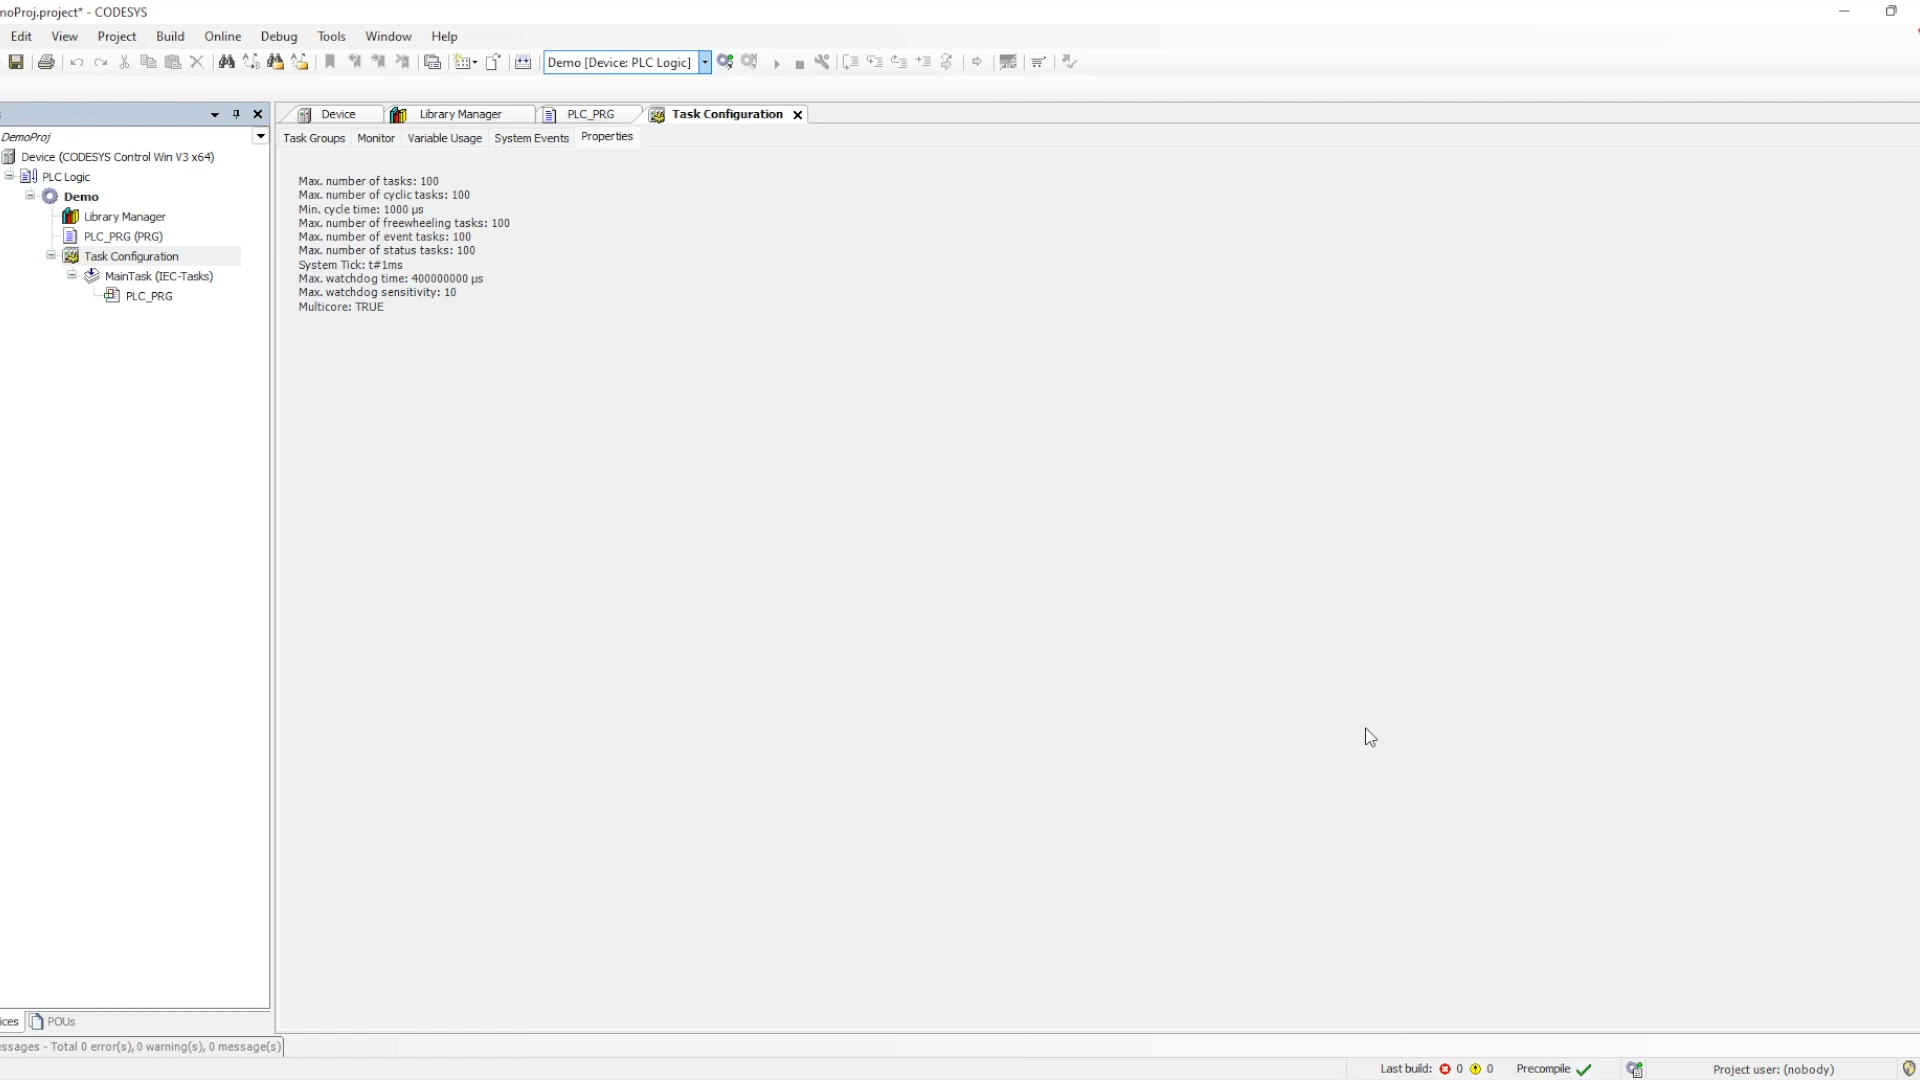 noProj.project* - CODESYS
Edit View Project Build Online Debug Tools Window Help
Demo [Device: PLC Logic]
Device Library Manager PLC_PRG Task Configuration
DemoProj
Task Groups Monitor Variable Usage System Events Properties
Device (CODESYS Control Win V3 x64)
PLC Logic
Demo
Library Manager
PLC_PRG (PRG)
Task Configuration
MainTask (IEC-Tasks)
PLC_PRG
Max. number of tasks: 100
Max. number of cyclic tasks: 100
Min. cycle time: 1000 µs
Max. number of freewheeling tasks: 100
Max. number of event tasks: 100
Max. number of status tasks: 100
System Tick: t#1ms
Max. watchdog time: 400000000 µs
Max. watchdog sensitivity: 10
Multicore: TRUE
ices POUs
essages - Total 0 error(s), 0 warning(s), 0 message(s)
Last build: 0 0 Precompile Project user: (nobody)